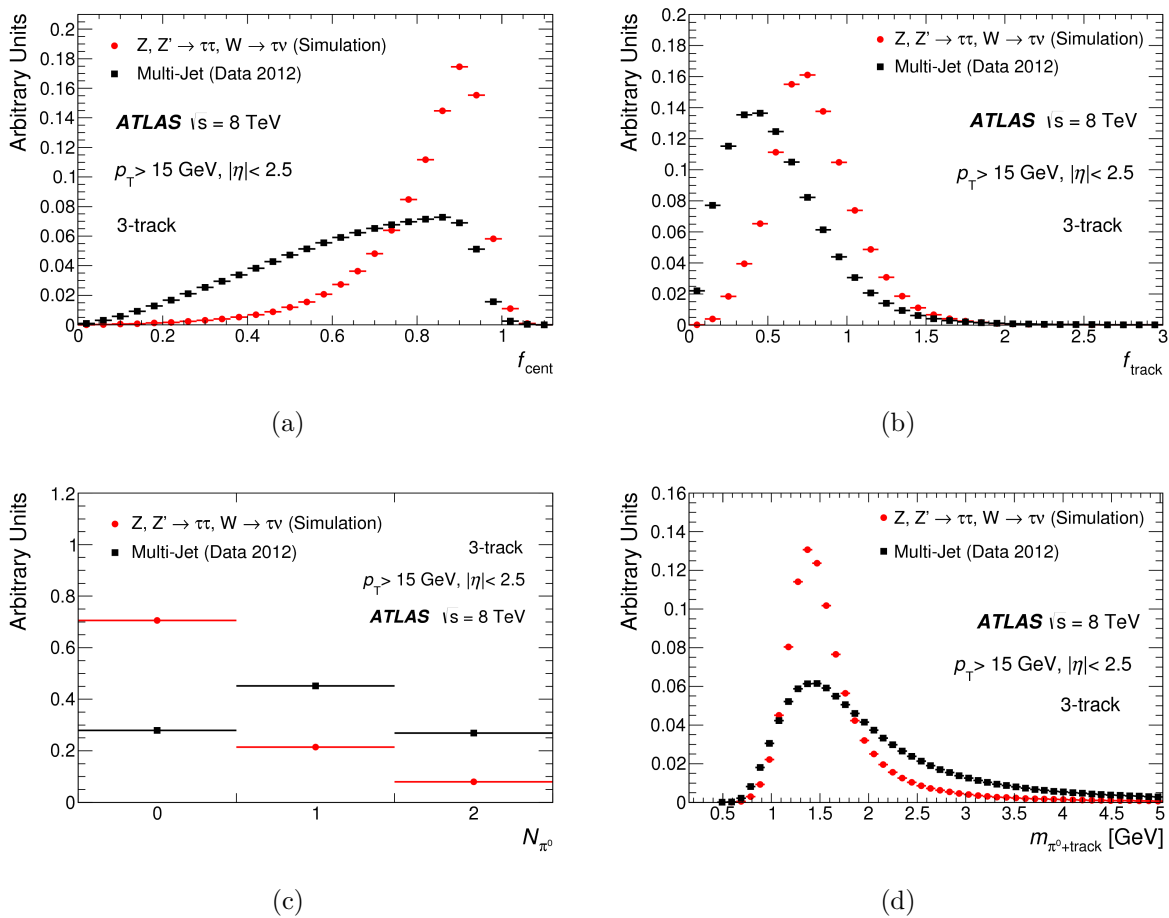 Arbitrary Units
0.2
0.18
0.16
0.14
0.12
0.1
0.08
0.06
0.04
0.02
0
Z, Z' → ττ, W → τν (Simulation)
Multi-Jet (Data 2012)
ATLAS √s = 8 TeV
p_T > 15 GeV, |η| < 2.5
3-track
0 0.2 0.4 0.6 0.8 1
f_cent
(a)
Arbitrary Units
0.2
0.18
0.16
0.14
0.12
0.1
0.08
0.06
0.04
0.02
0
Z, Z' → ττ, W → τν (Simulation)
Multi-Jet (Data 2012)
ATLAS √s = 8 TeV
p_T > 15 GeV, |η| < 2.5
3-track
0 0.5 1 1.5 2 2.5 3
f_track
(b)
Arbitrary Units
1.2
1
0.8
0.6
0.4
0.2
0
Z, Z' → ττ, W → τν (Simulation)
Multi-Jet (Data 2012)
3-track
p_T > 15 GeV, |η| < 2.5
ATLAS √s = 8 TeV
0 1 2
N_π⁰
(c)
Arbitrary Units
0.16
0.14
0.12
0.1
0.08
0.06
0.04
0.02
0
Z, Z' → ττ, W → τν (Simulation)
Multi-Jet (Data 2012)
ATLAS √s = 8 TeV
p_T > 15 GeV, |η| < 2.5
3-track
0.5 1 1.5 2 2.5 3 3.5 4 4.5 5
m_π⁰+track [GeV]
(d)